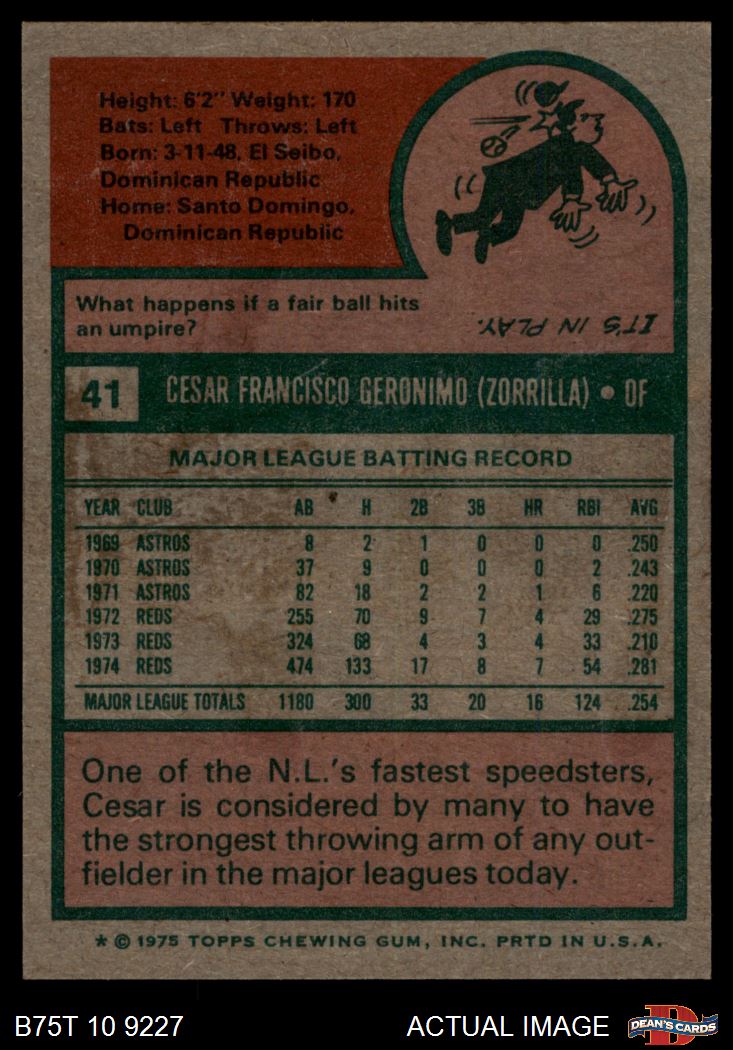 Height: 6'2" Weight: 170
Bats: Left Throws: Left
Born: 3-11-48, El Seibo,
Dominican Republic
Home: Santo Domingo,
Dominican Republic
What happens if a fair ball hits
an umpire?
IT'S IN PLAY.
41 CESAR FRANCISCO GERONIMO (ZORRILLA) • OF
MAJOR LEAGUE BATTING RECORD
YEAR CLUB AB H 2B 3B HR RBI AVG
1969 ASTROS 8 2 1 0 0 0 .250
1970 ASTROS 37 9 0 0 0 2 .243
1971 ASTROS 82 18 2 2 1 6 .220
1972 REDS 255 70 9 7 4 29 .275
1973 REDS 324 68 4 3 4 33 .210
1974 REDS 474 133 17 8 7 54 .281
MAJOR LEAGUE TOTALS 1180 300 33 20 16 124 .254
One of the N.L.'s fastest speedsters,
Cesar is considered by many to have
the strongest throwing arm of any out-
fielder in the major leagues today.
* © 1975 TOPPS CHEWING GUM, INC. PRTD IN U.S.A.
B75T 10 9227 ACTUAL IMAGE D DEAN'S CARDS